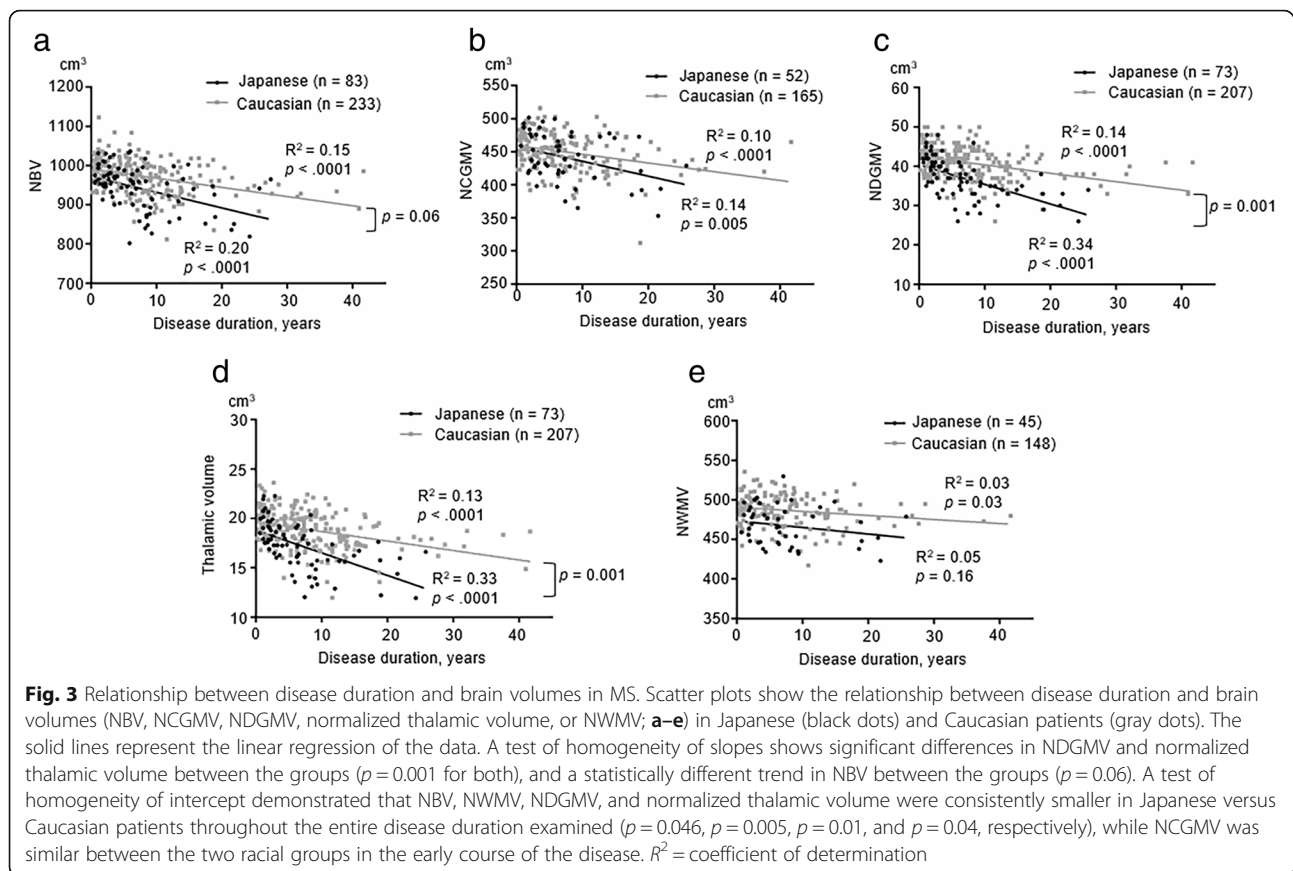 a
cm³
Japanese (n = 83)
Caucasian (n = 233)
1200
1100
1000
900
800
700
NBV
R² = 0.15
p < .0001
p = 0.06
R² = 0.20
p < .0001
0 10 20 30 40
Disease duration, years
b
cm³
Japanese (n = 52)
Caucasian (n = 165)
550
500
450
400
350
300
250
NCGMV
R² = 0.10
p < .0001
R² = 0.14
p = 0.005
0 10 20 30 40
Disease duration, years
c
cm³
Japanese (n = 73)
Caucasian (n = 207)
60
50
40
30
20
10
NDGMV
R² = 0.14
p < .0001
p = 0.001
R² = 0.34
p < .0001
0 10 20 30 40
Disease duration, years
d
cm³
Japanese (n = 73)
Caucasian (n = 207)
30
25
20
15
10
Thalamic volume
R² = 0.13
p < .0001
R² = 0.33
p < .0001
p = 0.001
0 10 20 30 40
Disease duration, years
e
cm³
Japanese (n = 45)
Caucasian (n = 148)
600
550
500
450
400
350
NWMV
R² = 0.03
p = 0.03
R² = 0.05
p = 0.16
0 10 20 30 40
Disease duration, years
Fig. 3 Relationship between disease duration and brain volumes in MS. Scatter plots show the relationship between disease duration and brain
volumes (NBV, NCGMV, NDGMV, normalized thalamic volume, or NWMV; a–e) in Japanese (black dots) and Caucasian patients (gray dots). The
solid lines represent the linear regression of the data. A test of homogeneity of slopes shows significant differences in NDGMV and normalized
thalamic volume between the groups (p = 0.001 for both), and a statistically different trend in NBV between the groups (p = 0.06). A test of
homogeneity of intercept demonstrated that NBV, NWMV, NDGMV, and normalized thalamic volume were consistently smaller in Japanese versus
Caucasian patients throughout the entire disease duration examined (p = 0.046, p = 0.005, p = 0.01, and p = 0.04, respectively), while NCGMV was
similar between the two racial groups in the early course of the disease. R² = coefficient of determination